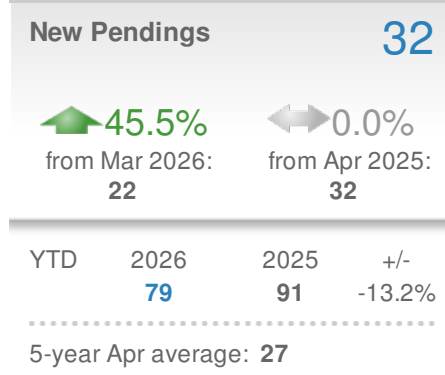 New Pendings 32
45.5% 0.0%
from Mar 2026: from Apr 2025:
22 32
YTD 2026 2025 +/-
79 91 -13.2%
5-year Apr average: 27